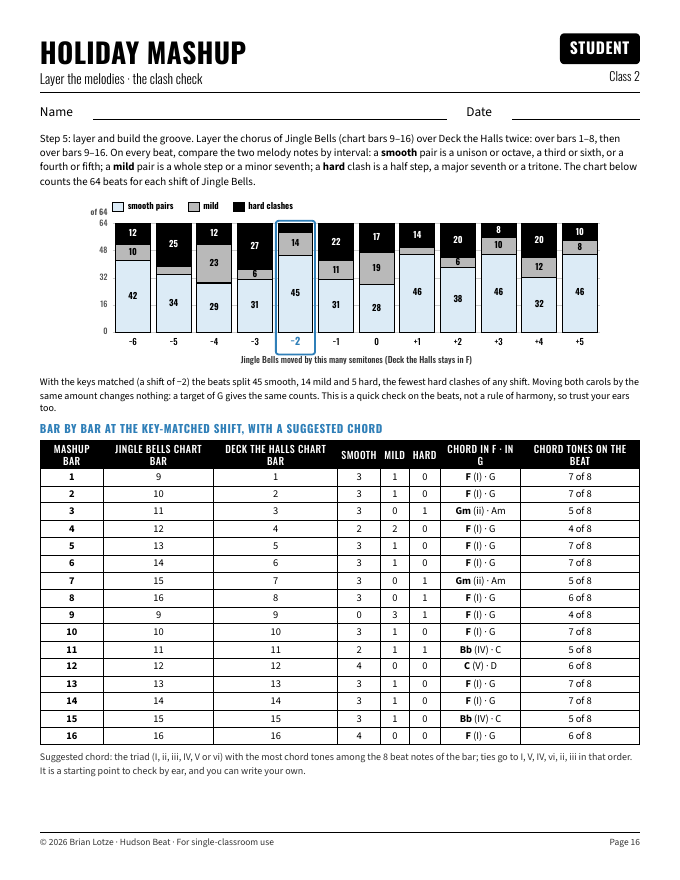 HOLIDAY MASHUP
STUDENT
Layer the melodies · the clash check
Class 2
Name
Date
Step 5: layer and build the groove. Layer the chorus of Jingle Bells (chart bars 9–16) over Deck the Halls twice: over bars 1–8, then
over bars 9–16. On every beat, compare the two melody notes by interval: a smooth pair is a unison or octave, a third or sixth, or a
fourth or fifth; a mild pair is a whole step or a minor seventh; a hard clash is a half step, a major seventh or a tritone. The chart below
counts the 64 beats for each shift of Jingle Bells.
smooth pairs mild hard clashes
of 64
64
48
32
16
0
12 25 12 27 22 17 14 20 8 20 10
10 23 6 14 11 19 6 10 12 8
42 34 29 31 45 31 28 46 38 46 32 46
−6 −5 −4 −3 −2 −1 0 +1 +2 +3 +4 +5
Jingle Bells moved by this many semitones (Deck the Halls stays in F)
With the keys matched (a shift of −2) the beats split 45 smooth, 14 mild and 5 hard, the fewest hard clashes of any shift. Moving both carols by the
same amount changes nothing: a target of G gives the same counts. This is a quick check on the beats, not a rule of harmony, so trust your ears
too.
BAR BY BAR AT THE KEY-MATCHED SHIFT, WITH A SUGGESTED CHORD
MASHUP BAR JINGLE BELLS CHART BAR DECK THE HALLS CHART BAR SMOOTH MILD HARD CHORD IN F · IN G CHORD TONES ON THE BEAT
1 9 1 3 1 0 F (I) · G 7 of 8
2 10 2 3 1 0 F (I) · G 7 of 8
3 11 3 3 0 1 Gm (ii) · Am 5 of 8
4 12 4 2 2 0 F (I) · G 4 of 8
5 13 5 3 1 0 F (I) · G 7 of 8
6 14 6 3 1 0 F (I) · G 7 of 8
7 15 7 3 0 1 Gm (ii) · Am 5 of 8
8 16 8 3 0 1 F (I) · G 6 of 8
9 9 9 0 3 1 F (I) · G 4 of 8
10 10 10 3 1 0 F (I) · G 7 of 8
11 11 11 2 1 1 Bb (IV) · C 5 of 8
12 12 12 4 0 0 C (V) · D 6 of 8
13 13 13 3 1 0 F (I) · G 7 of 8
14 14 14 3 1 0 F (I) · G 7 of 8
15 15 15 3 1 0 Bb (IV) · C 5 of 8
16 16 16 4 0 0 F (I) · G 6 of 8
Suggested chord: the triad (I, ii, iii, IV, V or vi) with the most chord tones among the 8 beat notes of the bar; ties go to I, V, IV, vi, ii, iii in that order.
It is a starting point to check by ear, and you can write your own.
© 2026 Brian Lotze · Hudson Beat · For single-classroom use
Page 16